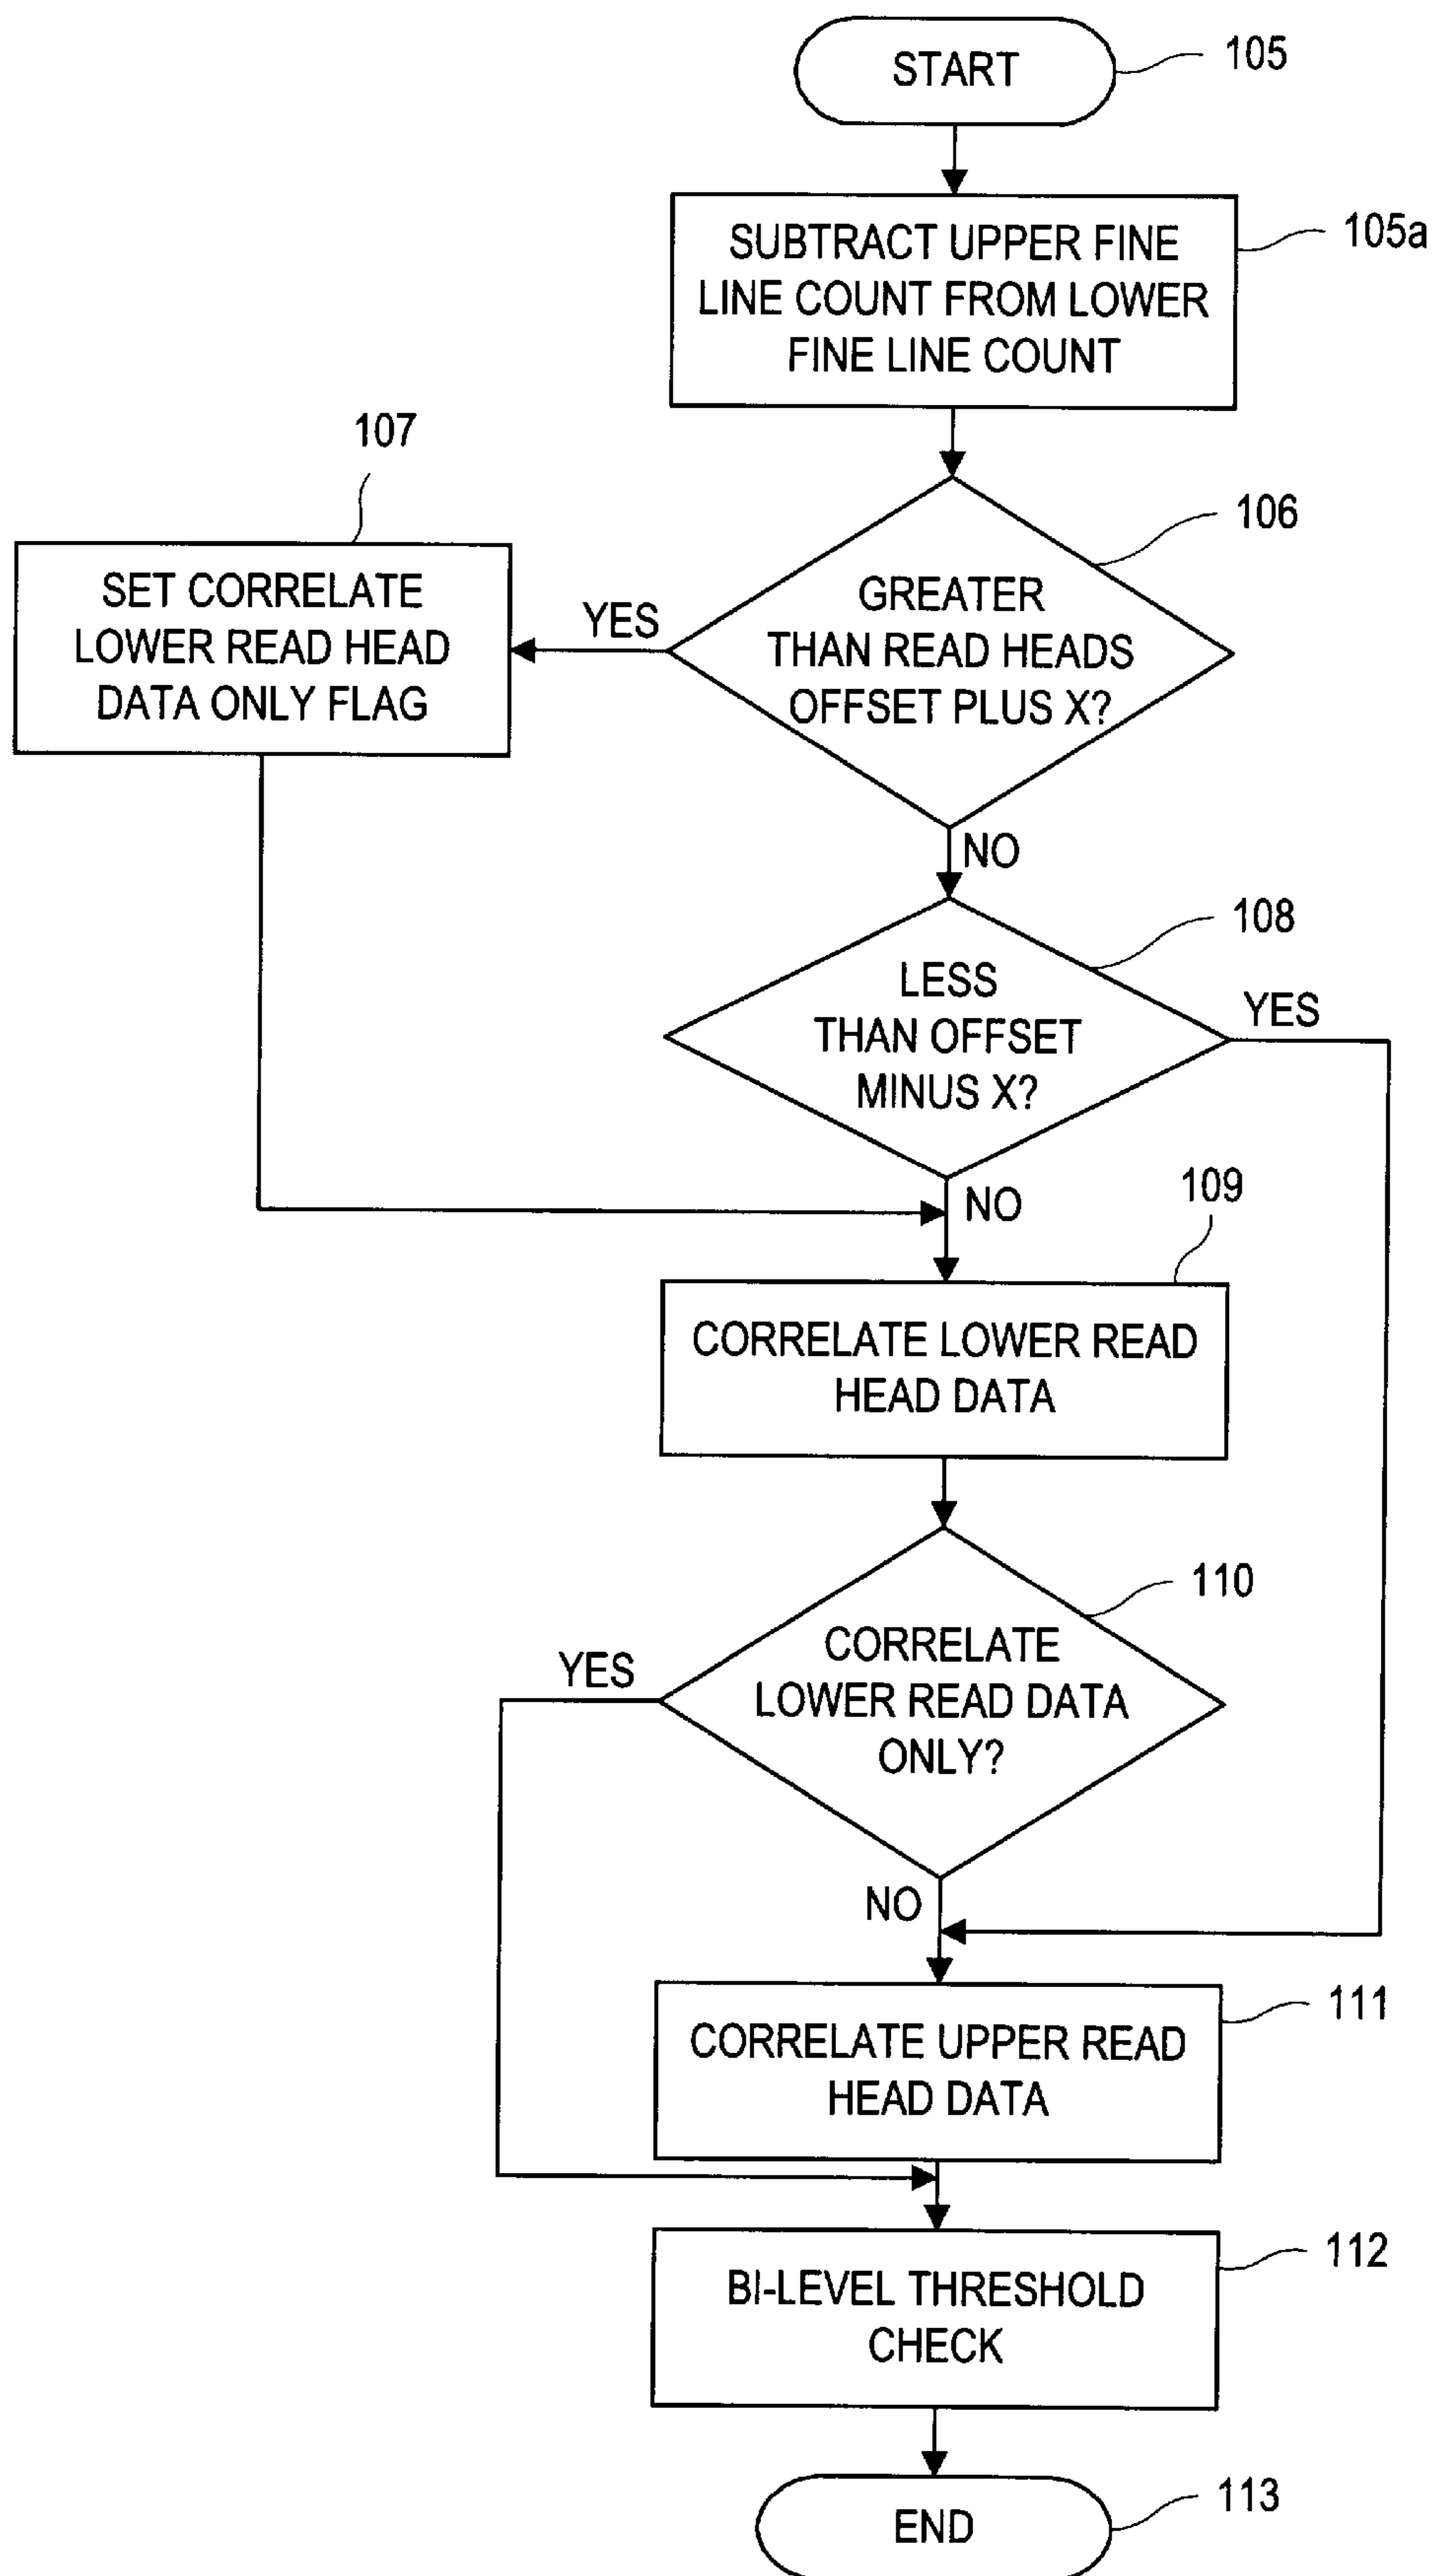 START
105
SUBTRACT UPPER FINE
LINE COUNT FROM LOWER
FINE LINE COUNT
105a
107
SET CORRELATE
LOWER READ HEAD
DATA ONLY FLAG
YES
GREATER
THAN READ HEADS
OFFSET PLUS X?
106
NO
LESS
THAN OFFSET
MINUS X?
108
YES
NO
109
CORRELATE LOWER READ
HEAD DATA
110
CORRELATE
LOWER READ DATA
ONLY?
YES
NO
CORRELATE UPPER READ
HEAD DATA
111
BI-LEVEL THRESHOLD
CHECK
112
END
113